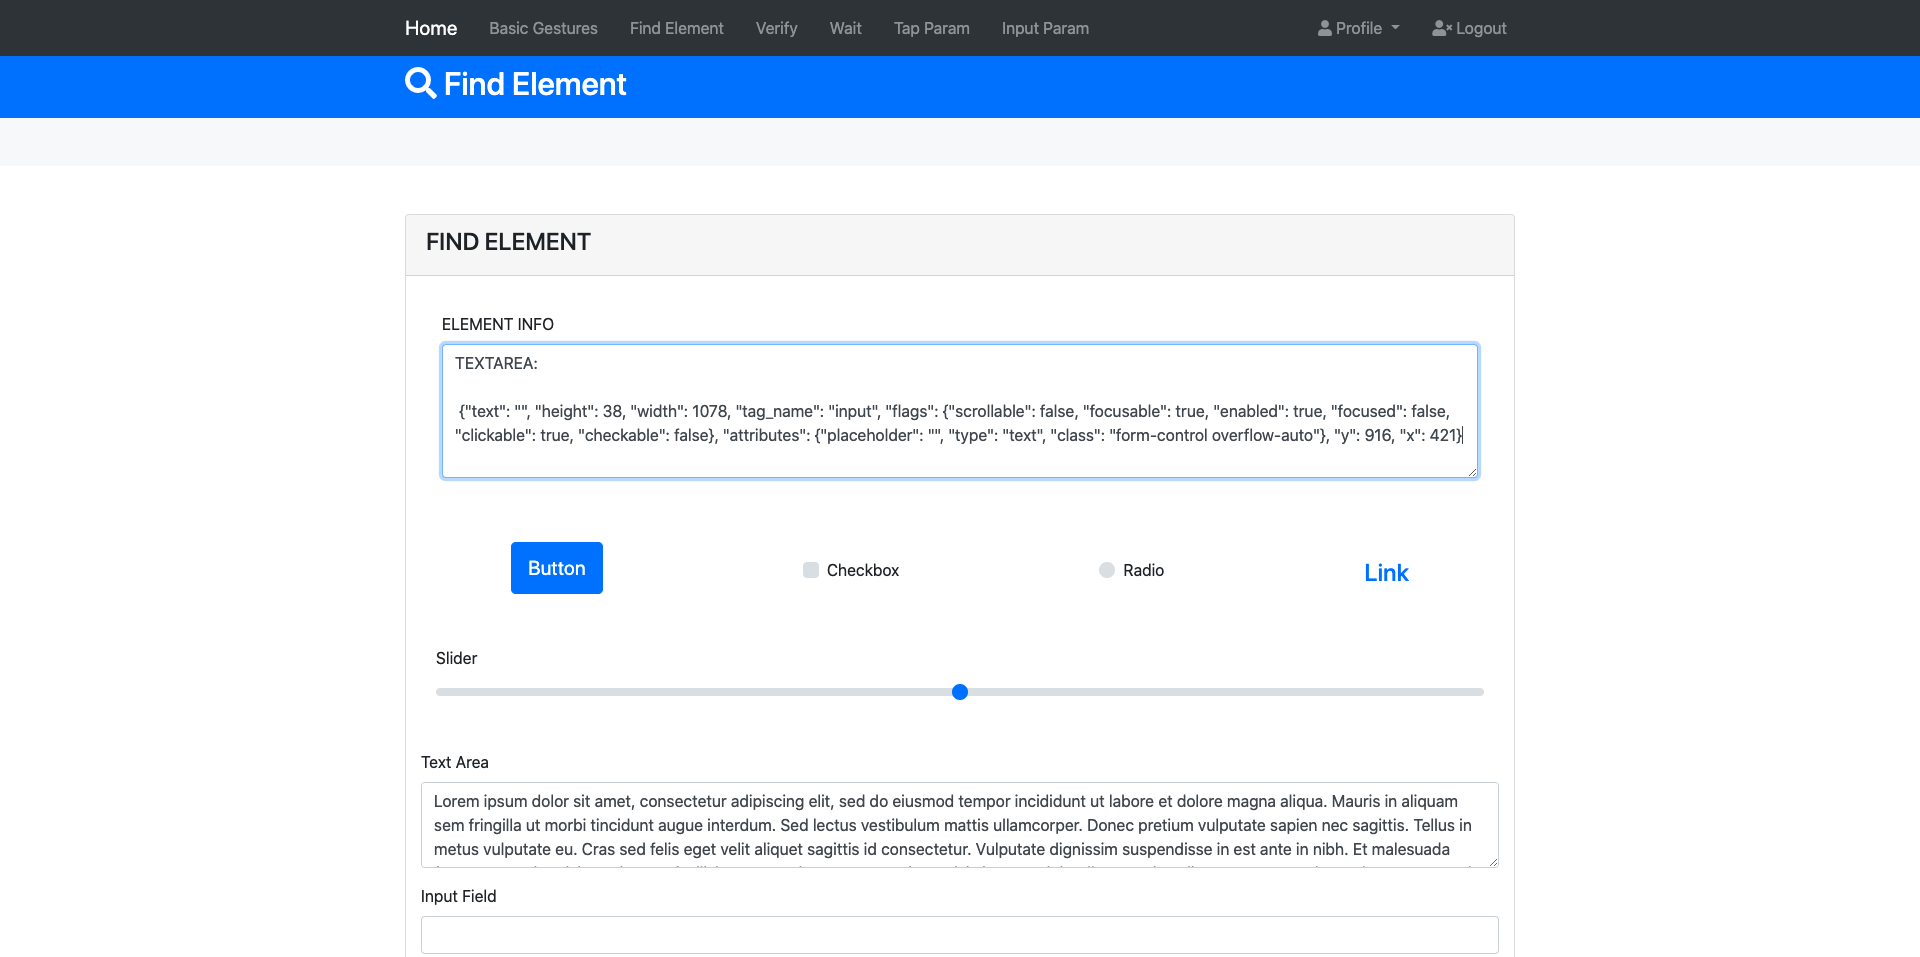 Home Basic Gestures Find Element Verify Wait Tap Param Input Param Profile Logout
Find Element
FIND ELEMENT
ELEMENT INFO
TEXTAREA:
{"text": "", "height": 38, "width": 1078, "tag_name": "input", "flags": {"scrollable": false, "focusable": true, "enabled": true, "focused": false,
"clickable": true, "checkable": false}, "attributes": {"placeholder": "", "type": "text", "class": "form-control overflow-auto"}, "y": 916, "x": 421}
Button Checkbox Radio Link
Slider
Text Area
Lorem ipsum dolor sit amet, consectetur adipiscing elit, sed do eiusmod tempor incididunt ut labore et dolore magna aliqua. Mauris in aliquam
sem fringilla ut morbi tincidunt augue interdum. Sed lectus vestibulum mattis ullamcorper. Donec pretium vulputate sapien nec sagittis. Tellus in
metus vulputate eu. Cras sed felis eget velit aliquet sagittis id consectetur. Vulputate dignissim suspendisse in est ante in nibh. Et malesuada
Input Field